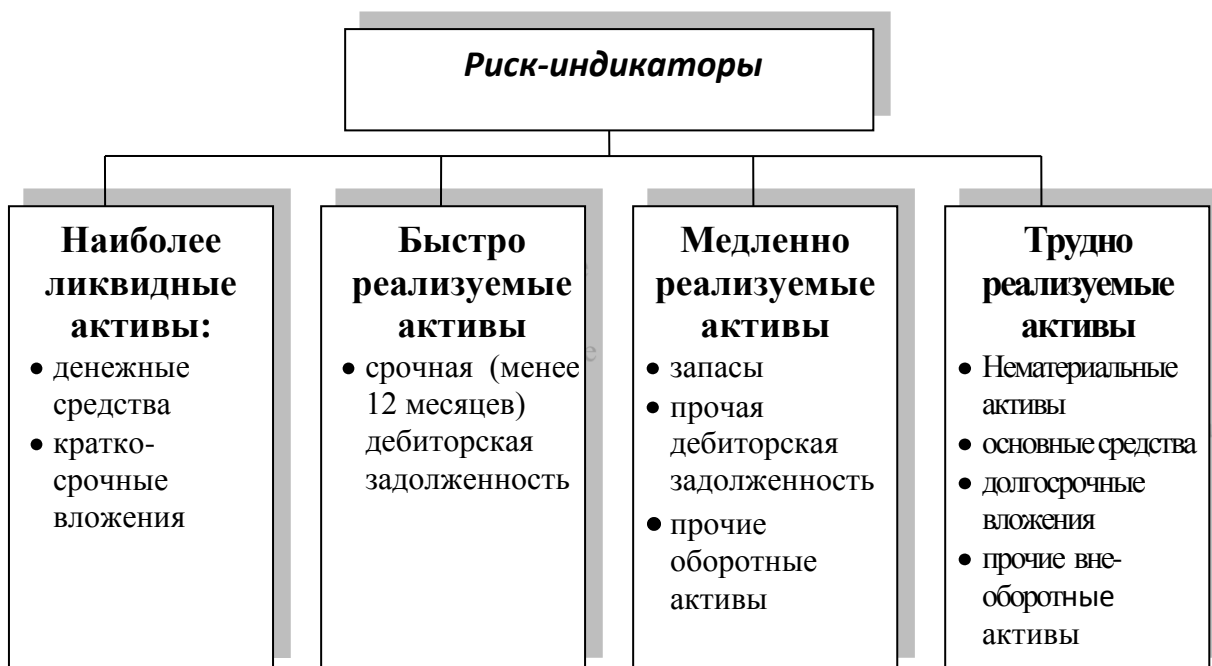 Риск-индикаторы
Наиболее
ликвидные
активы:
• денежные
средства
• кратко-
срочные
вложения
Быстро
реализуемые
активы
• срочная (менее
12 месяцев)
дебиторская
задолженность
Медленно
реализуемые
активы
• запасы
• прочая
дебиторская
задолженность
• прочие
оборотные
активы
Трудно
реализуемые
активы
• Нематериальные
активы
• основные средства
• долгосрочные
вложения
• прочие вне-
оборотные
активы